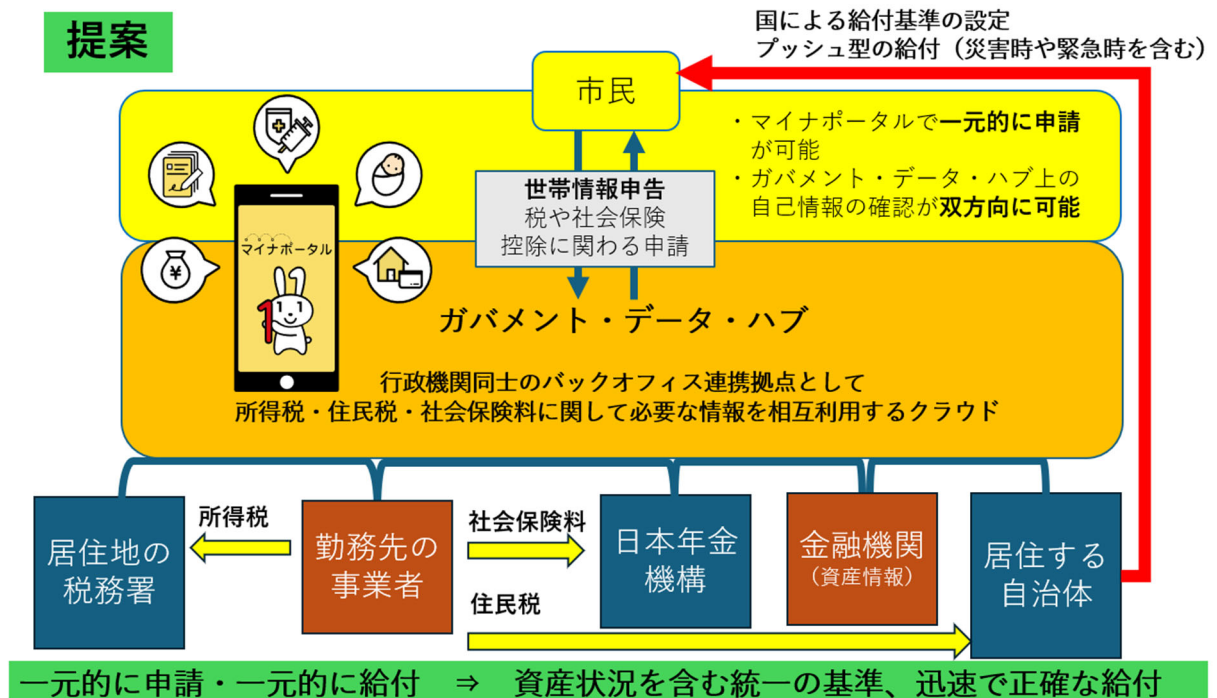 提案
国による給付基準の設定
プッシュ型の給付（災害時や緊急時を含む）
市民
・マイナポータルで一元的に申請
が可能
・ガバメント・データ・ハブ上の
自己情報の確認が双方向に可能
世帯情報申告
税や社会保険
控除に関わる申請
マイナポータル
ガバメント・データ・ハブ
行政機関同士のバックオフィス連携拠点として
所得税・住民税・社会保険料に関して必要な情報を相互利用するクラウド
居住地の
税務署
所得税
勤務先の
事業者
社会保険料
日本年金
機構
金融機関
（資産情報）
居住する
自治体
住民税
一元的に申請・一元的に給付　⇒　資産状況を含む統一の基準、迅速で正確な給付